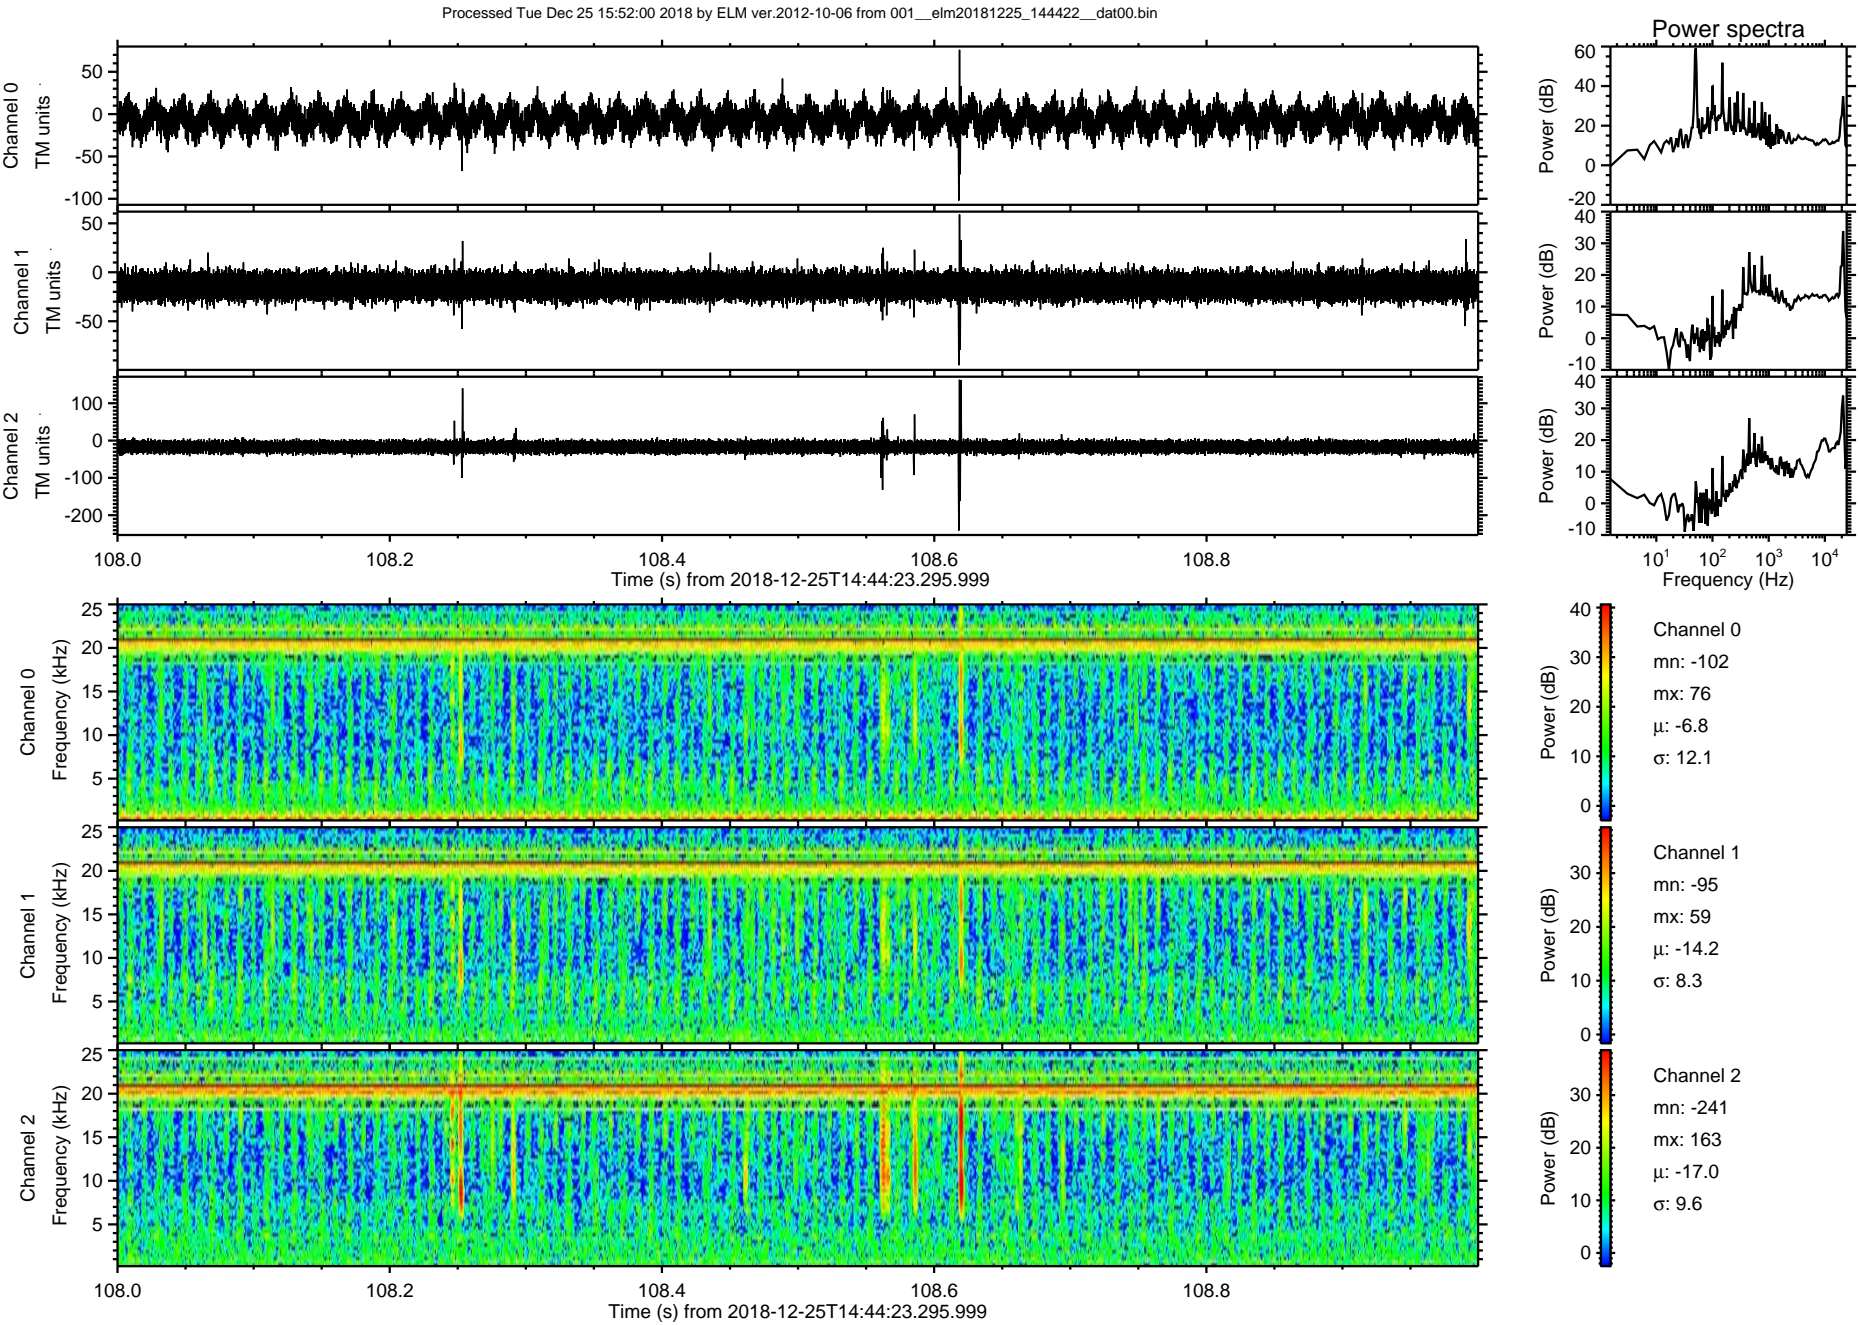 Processed Tue Dec 25 15:52:00 2018 by ELM ver.2012-10-06 from 001__elm20181225_144422__dat00.bin
Power spectra
Channel 0
TM units
50
0
-50
-100
Power (dB)
60
40
20
0
-20
Channel 1
TM units
50
0
-50
Power (dB)
40
30
20
10
0
-10
Channel 2
TM units
100
0
-100
-200
Power (dB)
40
30
20
10
0
-10
108.0 108.2 108.4 108.6 108.8
Time (s) from 2018-12-25T14:44:23.295.999
10¹ 10² 10³ 10⁴
Frequency (Hz)
Channel 0
Frequency (kHz)
25
20
15
10
5
Power (dB)
40
30
20
10
0
Channel 0
mn: -102
mx: 76
μ: -6.8
σ: 12.1
Channel 1
Frequency (kHz)
25
20
15
10
5
Power (dB)
30
20
10
0
Channel 1
mn: -95
mx: 59
μ: -14.2
σ: 8.3
Channel 2
Frequency (kHz)
25
20
15
10
5
Power (dB)
30
20
10
0
Channel 2
mn: -241
mx: 163
μ: -17.0
σ: 9.6
108.0 108.2 108.4 108.6 108.8
Time (s) from 2018-12-25T14:44:23.295.999